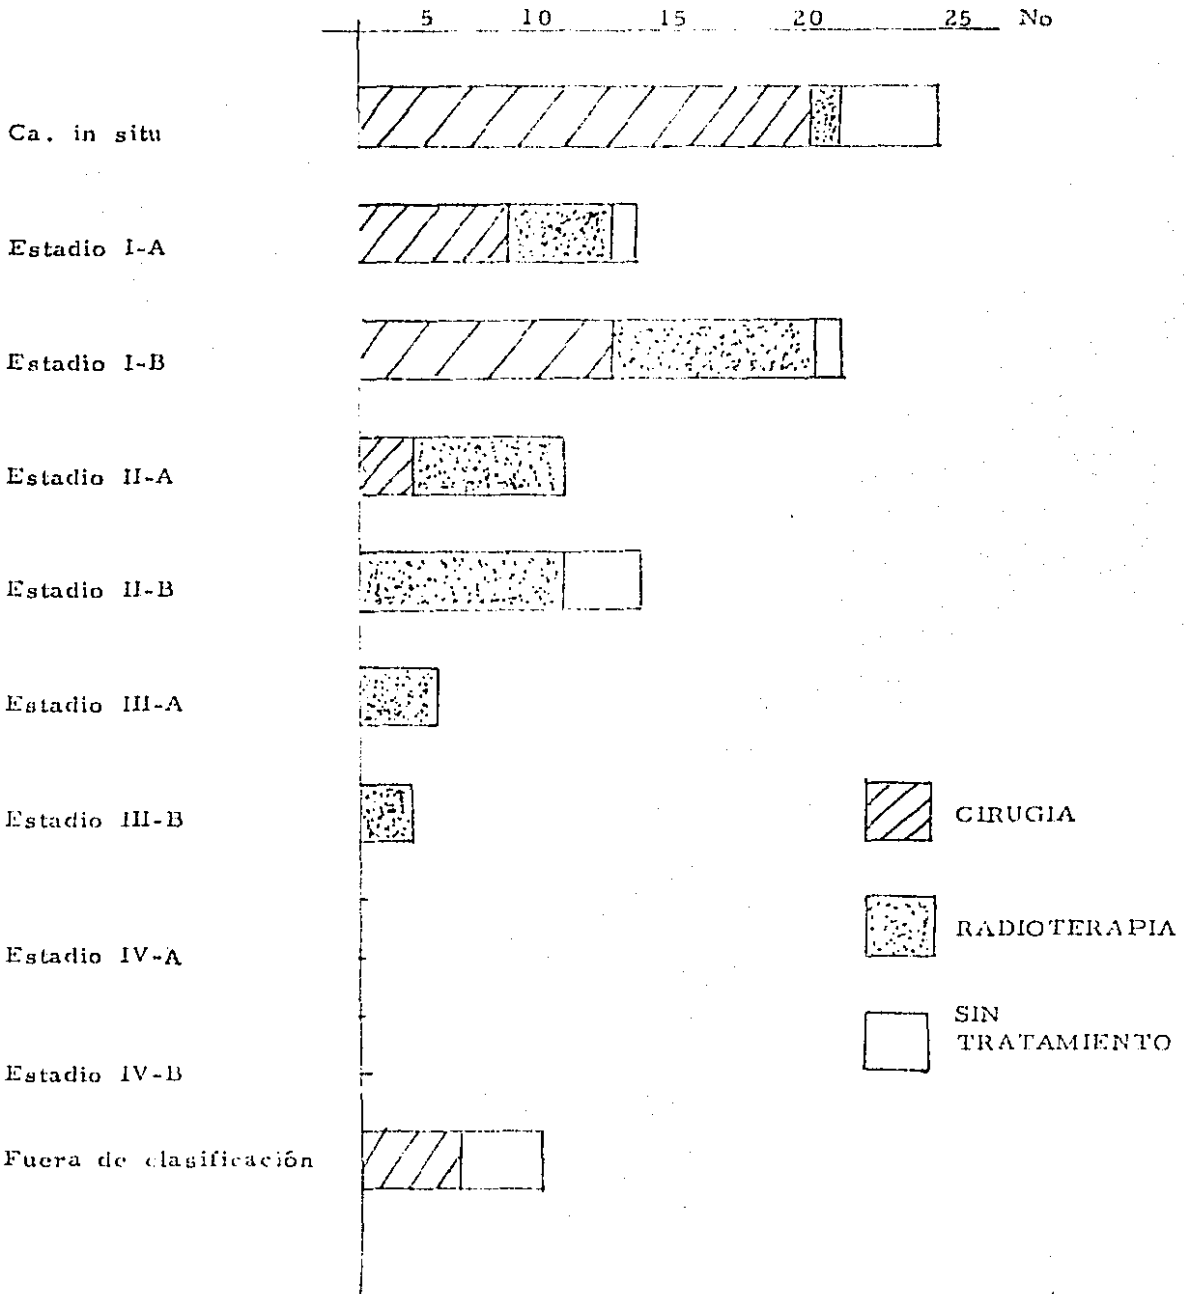 5 10 15 20 25 No
Ca. in situ
Estadio I-A
Estadio I-B
Estadio II-A
Estadio II-B
Estadio III-A
Estadio III-B
CIRUGIA
RADIOTERAPIA
Estadio IV-A
SIN
TRATAMIENTO
Estadio IV-B
Fuera de clasificación